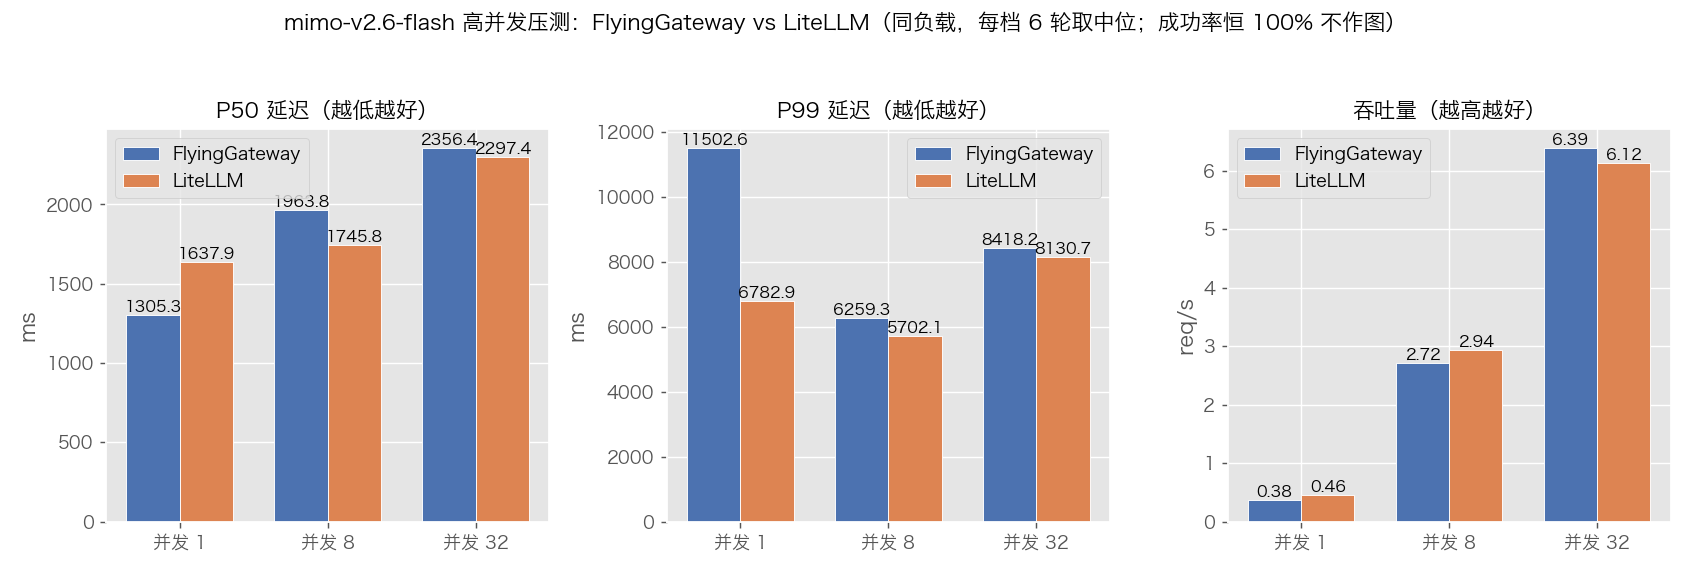 mimo-v2.6-flash 高并发压测：FlyingGateway vs LiteLLM（同负载，每档 6 轮取中位；成功率恒 100% 不作图）
P50 延迟（越低越好）
FlyingGateway
LiteLLM
2356.4
2297.4
1963.8
1745.8
1637.9
1305.3
2000
1500
1000
500
0
ms
并发 1
并发 8
并发 32
P99 延迟（越低越好）
FlyingGateway
LiteLLM
11502.6
6782.9
6259.3
5702.1
8418.2
8130.7
12000
10000
8000
6000
4000
2000
0
ms
并发 1
并发 8
并发 32
吞吐量（越高越好）
FlyingGateway
LiteLLM
6.39
6.12
2.72
2.94
0.38
0.46
6
5
4
3
2
1
0
req/s
并发 1
并发 8
并发 32